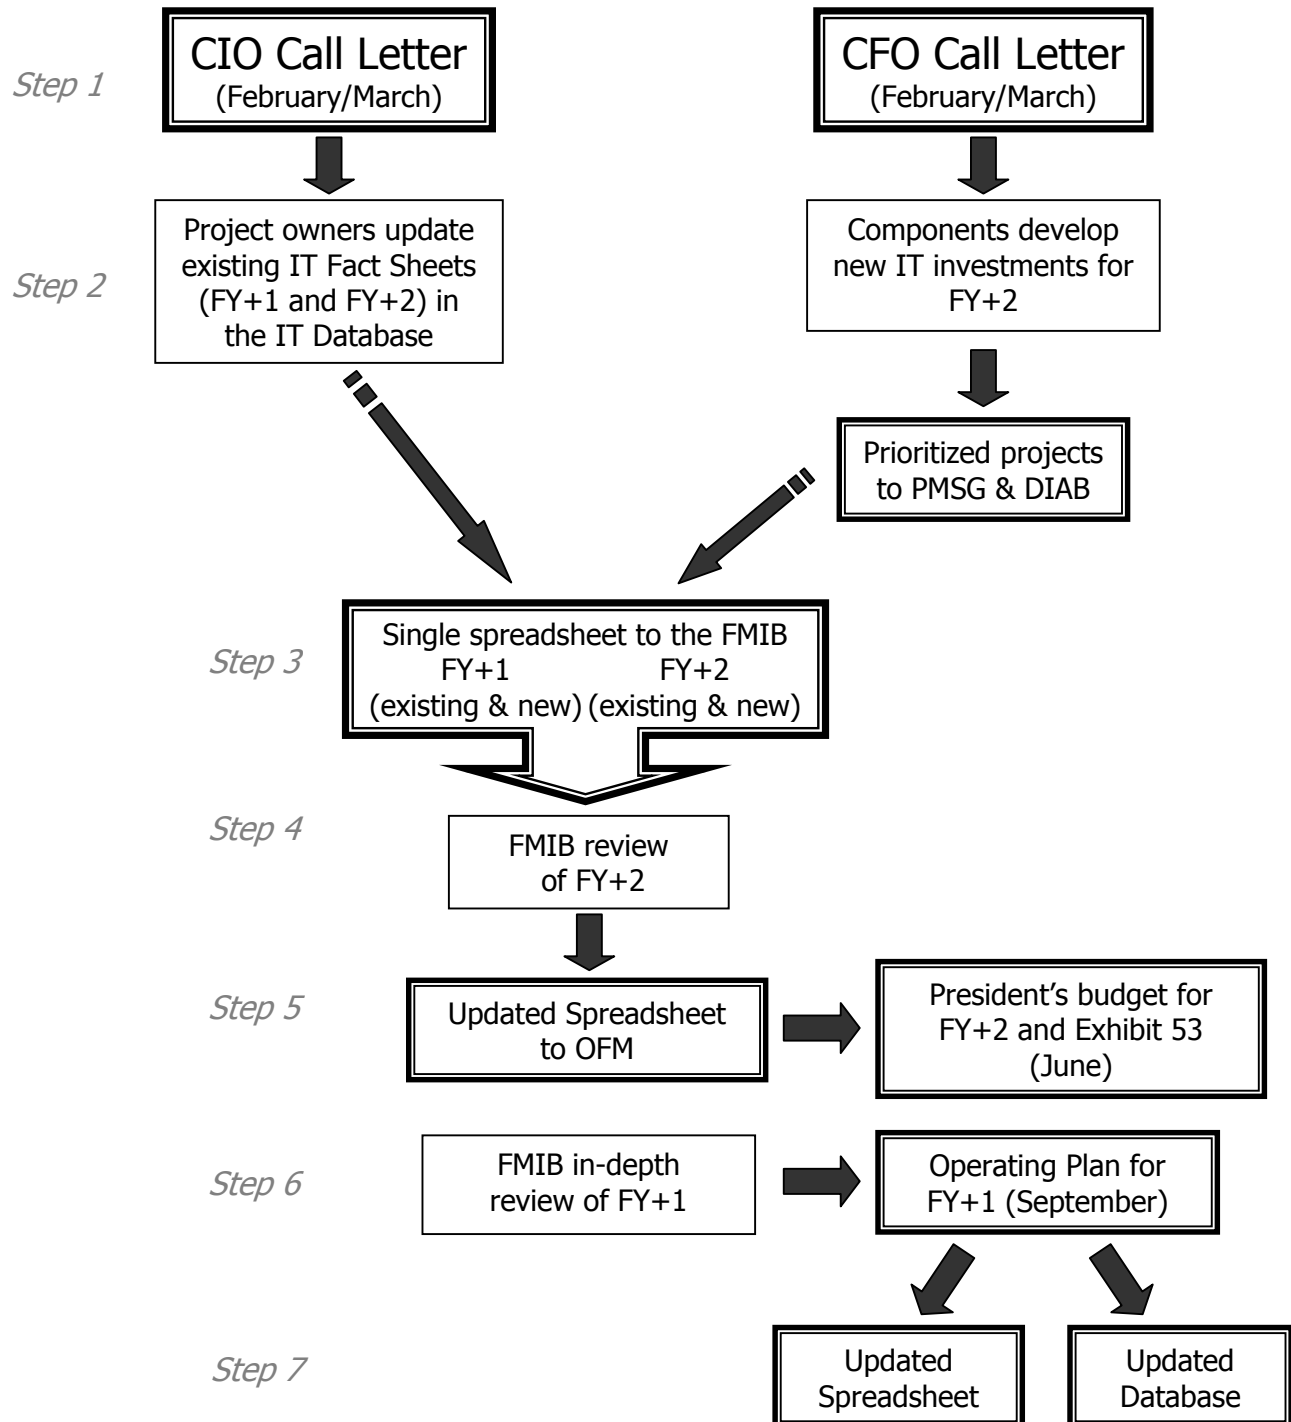 Step 1
CIO Call Letter
(February/March)
CFO Call Letter
(February/March)
Step 2
Project owners update
existing IT Fact Sheets
(FY+1 and FY+2) in
the IT Database
Components develop
new IT investments for
FY+2
Prioritized projects
to PMSG & DIAB
Step 3
Single spreadsheet to the FMIB
FY+1 FY+2
(existing & new) (existing & new)
Step 4
FMIB review
of FY+2
Step 5
Updated Spreadsheet
to OFM
President’s budget for
FY+2 and Exhibit 53
(June)
Step 6
FMIB in-depth
review of FY+1
Operating Plan for
FY+1 (September)
Step 7
Updated
Spreadsheet
Updated
Database